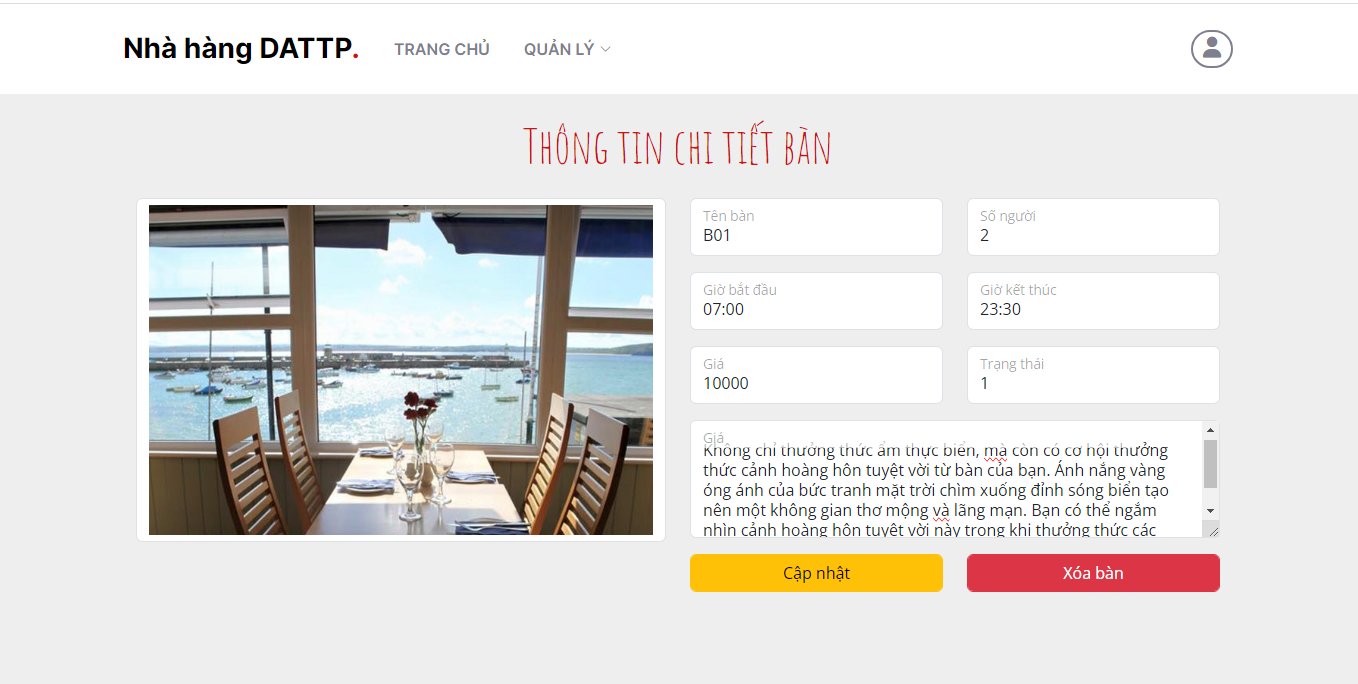 Nhà hàng DATTP.
TRANG CHỦ
QUẢN LÝ
Thông tin chi tiết bàn
Tên bàn
B01
Số người
2
Giờ bắt đầu
07:00
Giờ kết thúc
23:30
Giá
10000
Trạng thái
1
Giá
Không chỉ thưởng thức ẩm thực biển, mà còn có cơ hội thưởng
thức cảnh hoàng hôn tuyệt vời từ bàn của bạn. Ánh nắng vàng
óng ánh của bức tranh mặt trời chìm xuống đỉnh sóng biển tạo
nên một không gian thơ mộng và lãng mạn. Bạn có thể ngắm
nhìn cảnh hoàng hôn tuyệt vời này trong khi thưởng thức các
Cập nhật
Xóa bàn